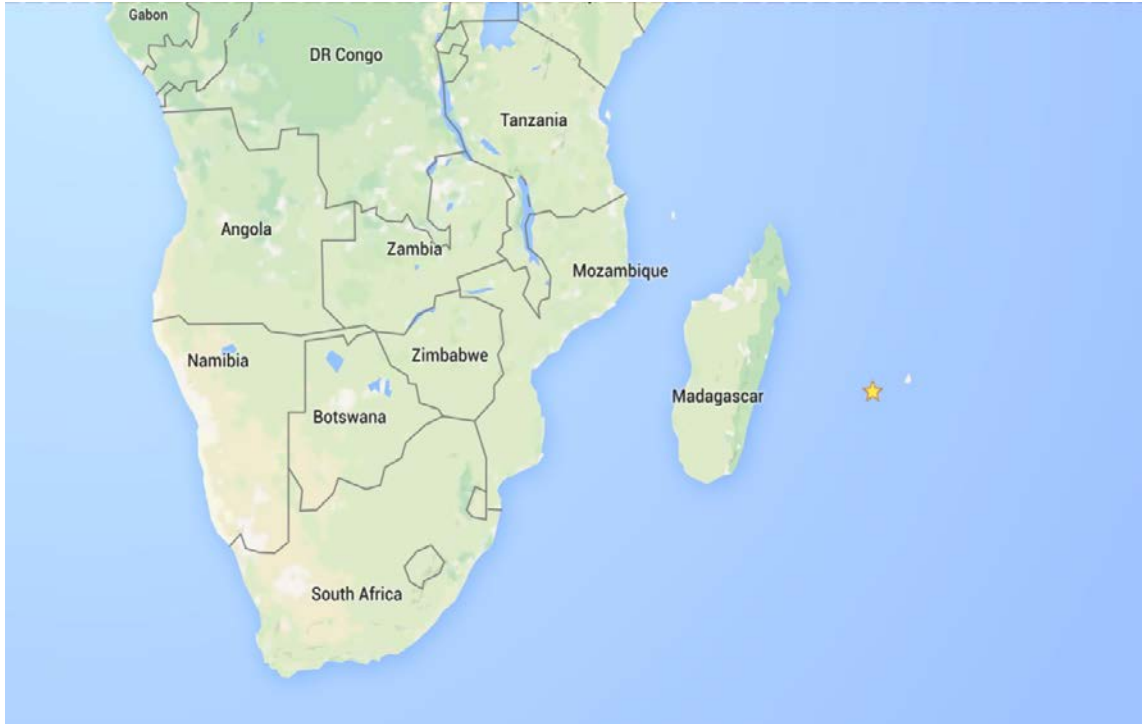 Gabon
DR Congo
Tanzania
Angola
Zambia
Mozambique
Namibia
Zimbabwe
Madagascar
Botswana
South Africa